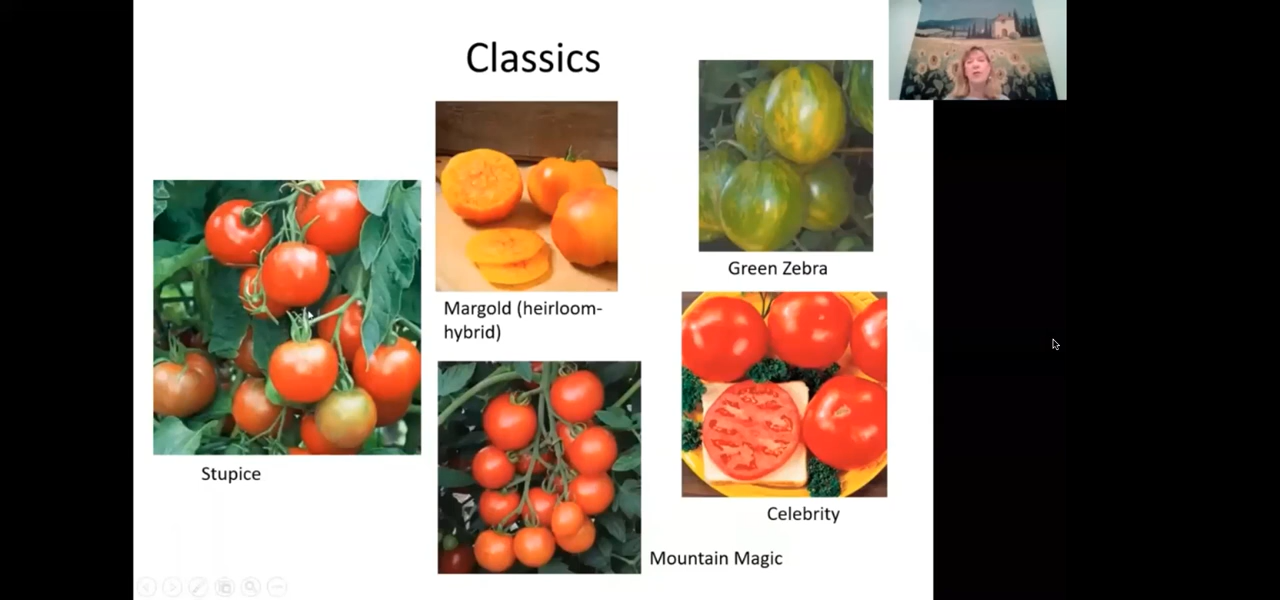 Classics
Green Zebra
Margold (heirloom-
hybrid)
Stupice
Celebrity
Mountain Magic